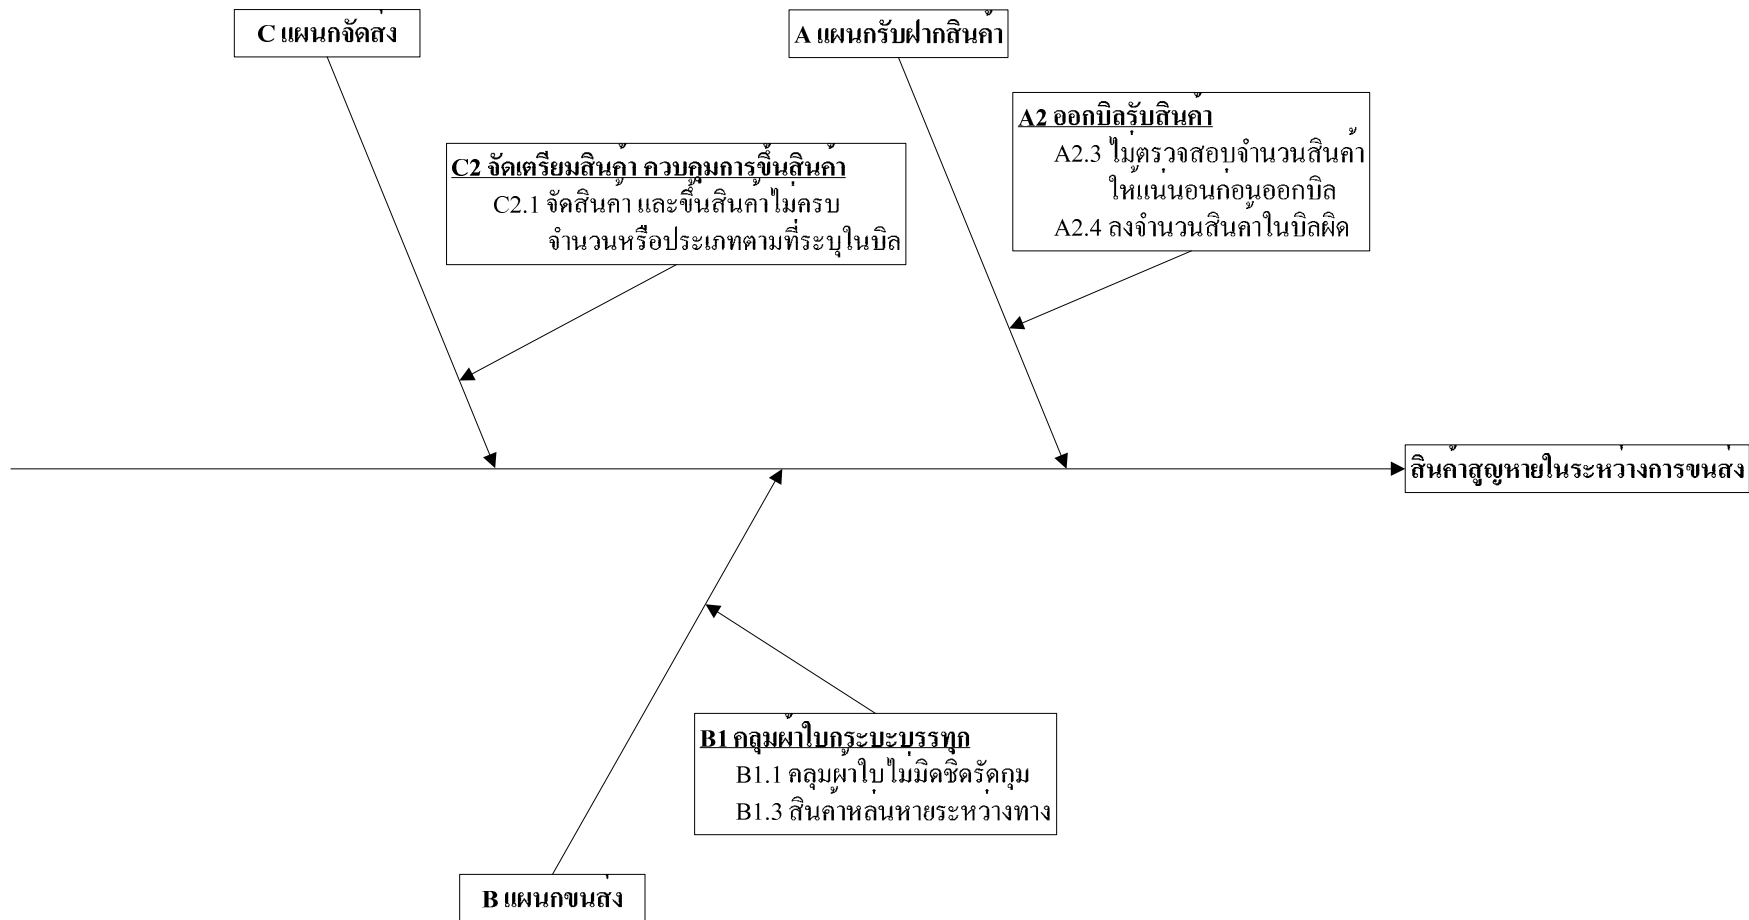 C แผนกจัดส่ง
A แผนกรับฝากสินค้า
A2 ออกบิลรับสินค้า
A2.3 ไม่ตรวจสอบจำนวนสินค้า
ให้แน่นอนก่อนออกบิล
A2.4 ลงจำนวนสินค้าในบิลผิด
C2 จัดเตรียมสินค้า ควบคุมการขึ้นสินค้า
C2.1 จัดสินค้า และขึ้นสินค้าไม่ครบ
จำนวนหรือประเภทตามที่ระบุในบิล
สินค้าสูญหายในระหว่างการขนส่ง
B1 คลุมผ้าใบกระบะบรรทุก
B1.1 คลุมผ้าใบไม่มิดชิดรัดกุม
B1.3 สินค้าหล่นหายระหว่างทาง
B แผนกขนส่ง